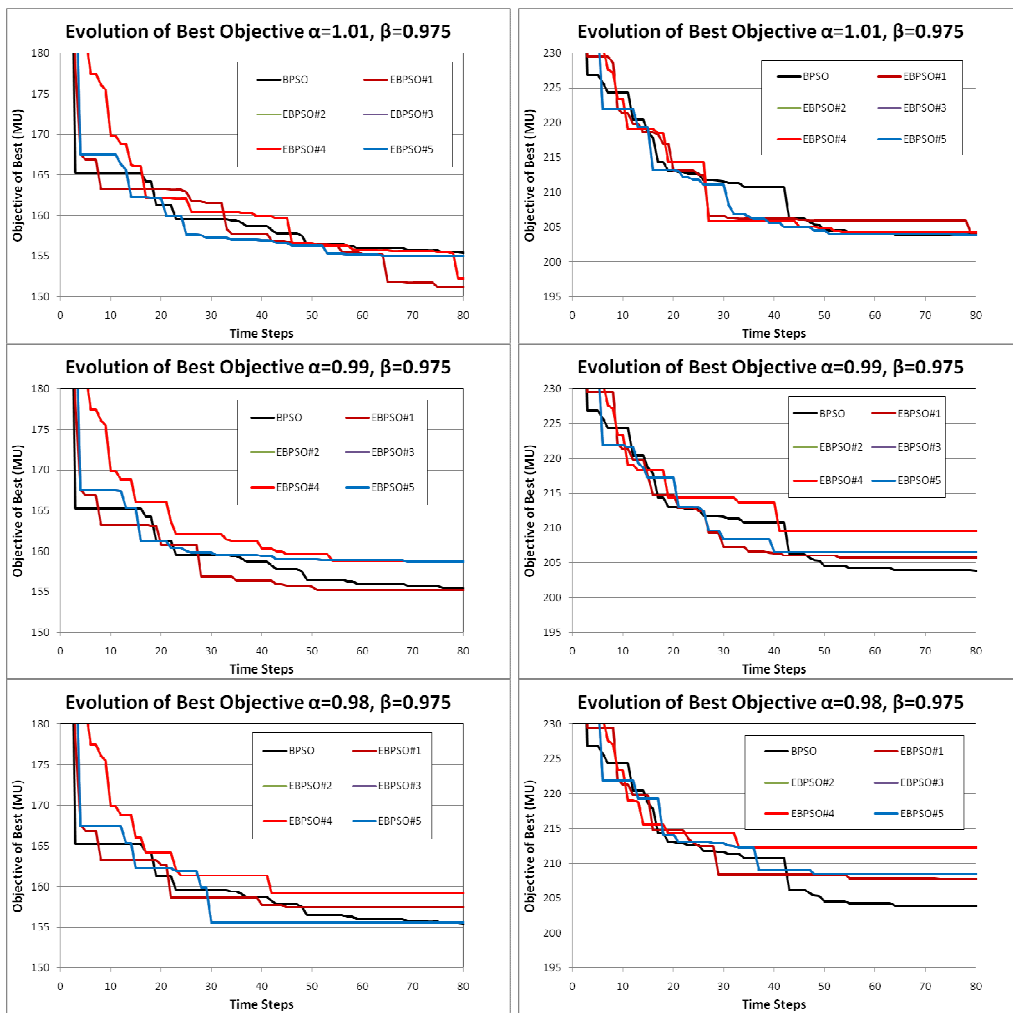 Evolution of Best Objective α=1.01, β=0.975
Objective of Best (MU)
180
175
170
165
160
155
150
BPSO
EBPSO#1
EBPSO#2
EBPSO#3
EBPSO#4
EBPSO#5
0 10 20 30 40 50 60 70 80
Time Steps
Evolution of Best Objective α=1.01, β=0.975
Objective of Best (MU)
230
225
220
215
210
205
200
195
BPSO
EBPSO#1
EBPSO#2
EBPSO#3
EBPSO#4
EBPSO#5
0 10 20 30 40 50 60 70 80
Time Steps
Evolution of Best Objective α=0.99, β=0.975
Objective of Best (MU)
180
175
170
165
160
155
150
BPSO
EBPSO#1
EBPSO#2
EBPSO#3
EBPSO#4
EBPSO#5
0 10 20 30 40 50 60 70 80
Time Steps
Evolution of Best Objective α=0.99, β=0.975
Objective of Best (MU)
230
225
220
215
210
205
200
195
BPSO
EBPSO#1
EBPSO#2
EBPSO#3
EBPSO#4
EBPSO#5
0 10 20 30 40 50 60 70 80
Time Steps
Evolution of Best Objective α=0.98, β=0.975
Objective of Best (MU)
180
175
170
165
160
155
150
BPSO
EBPSO#1
EBPSO#2
EBPSO#3
EBPSO#4
EBPSO#5
0 10 20 30 40 50 60 70 80
Time Steps
Evolution of Best Objective α=0.98, β=0.975
Objective of Best (MU)
230
225
220
215
210
205
200
195
BPSO
EBPSO#1
EBPSO#2
EBPSO#3
EBPSO#4
EBPSO#5
0 10 20 30 40 50 60 70 80
Time Steps